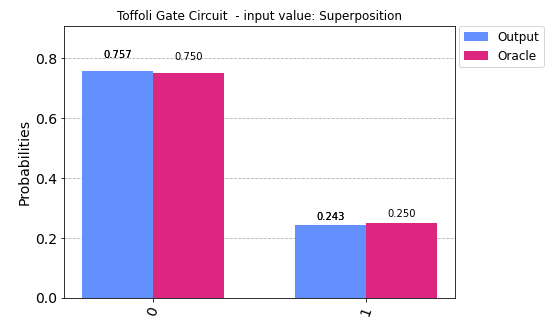 Toffoli Gate Circuit  - input value: Superposition
Output
Oracle
Probabilities
0.8
0.6
0.4
0.2
0.0
0.757
0.750
0.243
0.250
0
1